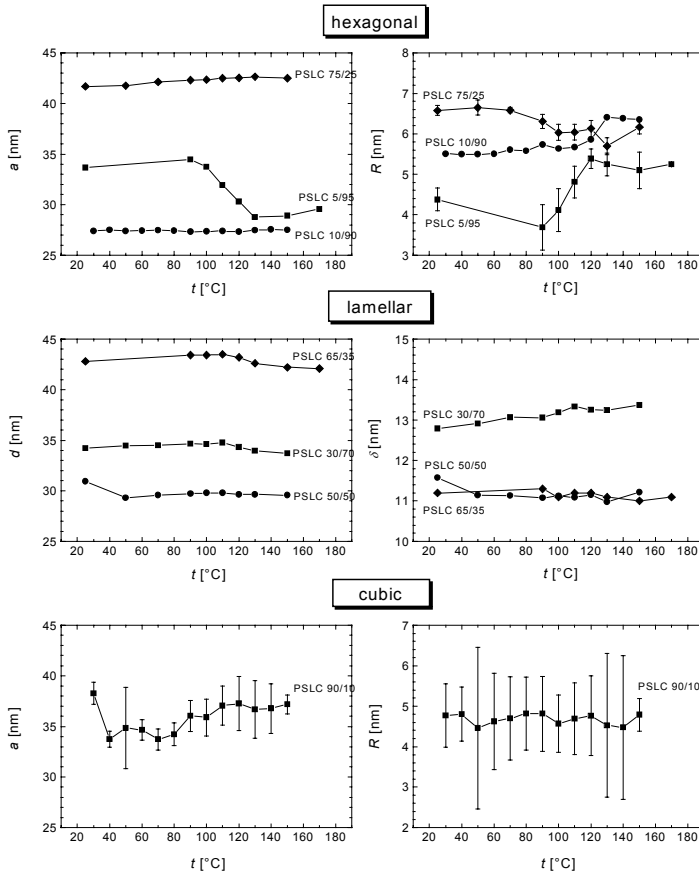 hexagonal
45
40
35
30
25
a [nm]
PSLC 75/25
PSLC 5/95
PSLC 10/90
20 40 60 80 100 120 140 160 180
t [°C]
8
7
6
5
4
3
R [nm]
PSLC 75/25
PSLC 10/90
PSLC 5/95
20 40 60 80 100 120 140 160 180
t [°C]
lamellar
45
40
35
30
25
d [nm]
PSLC 65/35
PSLC 30/70
PSLC 50/50
20 40 60 80 100 120 140 160 180
t [°C]
15
14
13
12
11
10
δ [nm]
PSLC 30/70
PSLC 50/50
PSLC 65/35
20 40 60 80 100 120 140 160 180
t [°C]
cubic
45
40
35
30
25
a [nm]
PSLC 90/10
20 40 60 80 100 120 140 160 180
t [°C]
7
6
5
4
3
2
R [nm]
PSLC 90/10
20 40 60 80 100 120 140 160 180
t [°C]